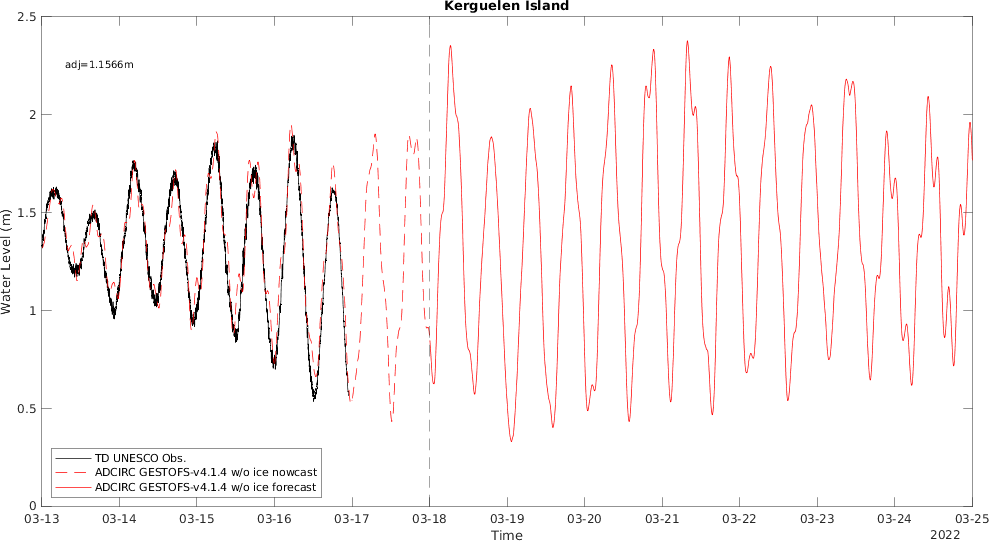 Kerguelen Island
2.5
adj=1.1566m
2
1.5
Water Level (m)
1
0.5
TD UNESCO Obs.
ADCIRC GESTOFS-v4.1.4 w/o ice nowcast
ADCIRC GESTOFS-v4.1.4 w/o ice forecast
0
03-13 03-14 03-15 03-16 03-17 03-18 03-19 03-20 03-21 03-22 03-23 03-24 03-25
Time
2022